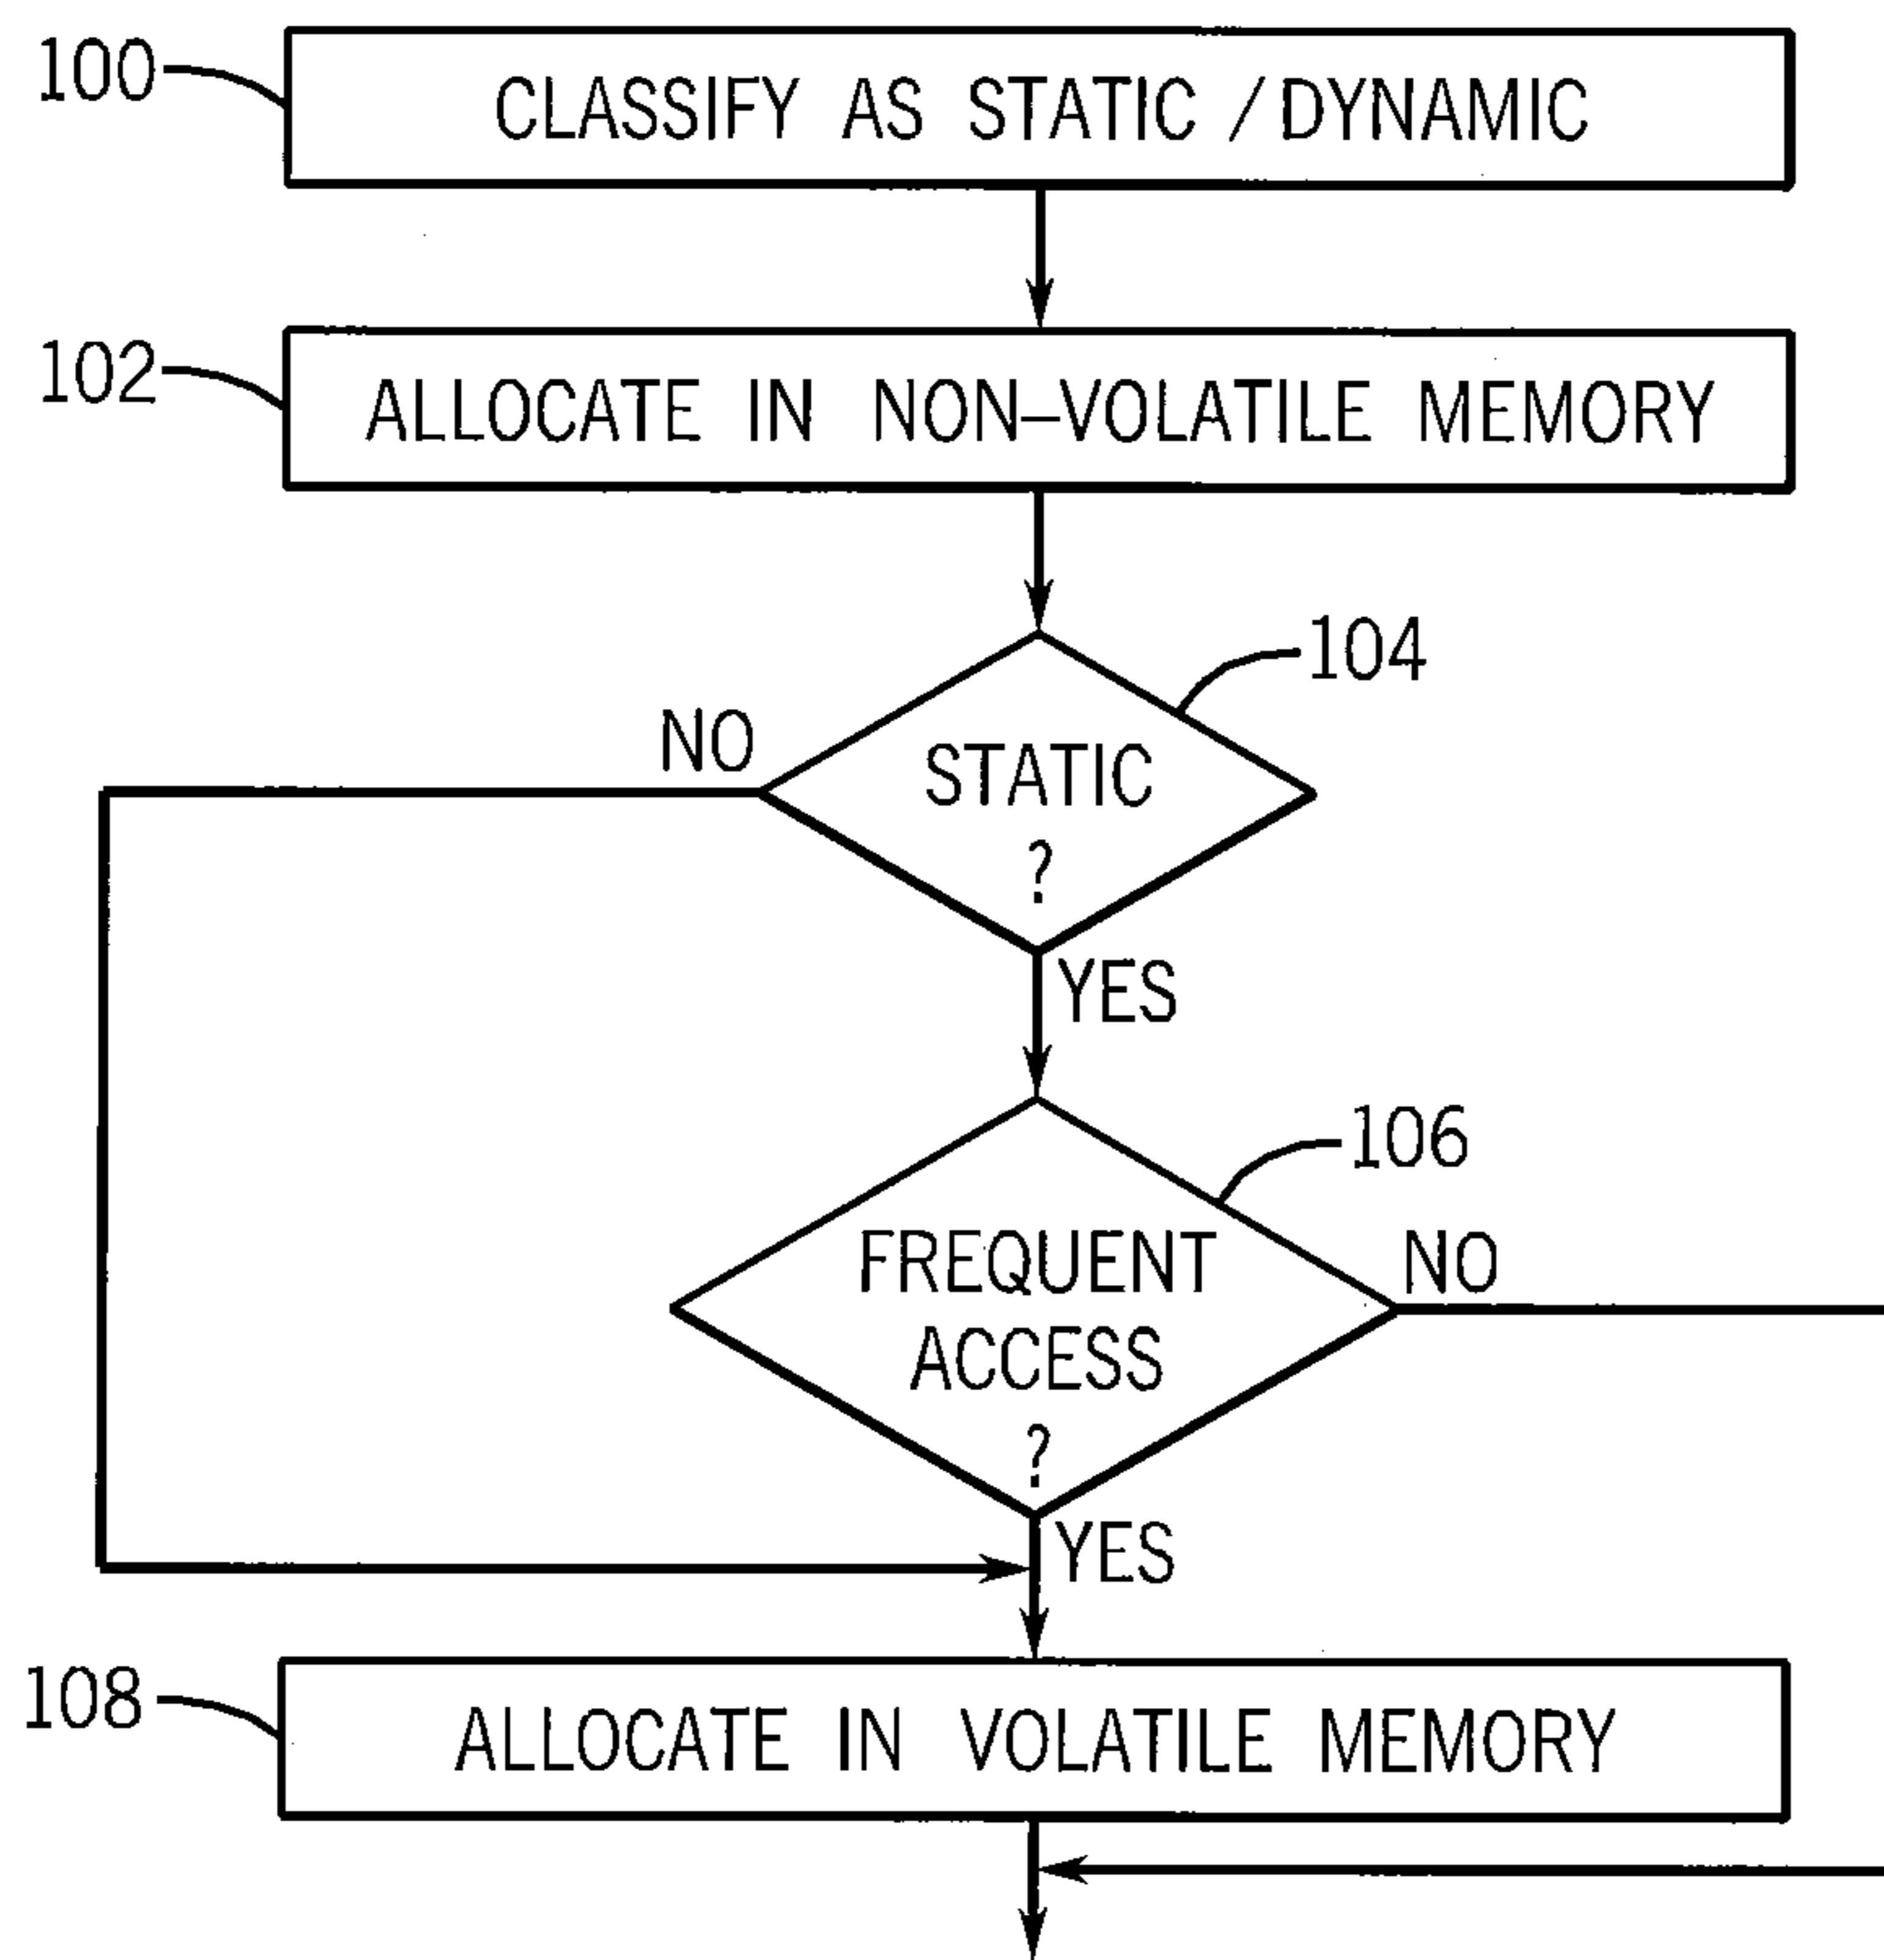 100
CLASSIFY AS STATIC / DYNAMIC
102
ALLOCATE IN NON-VOLATILE MEMORY
104
NO
STATIC
?
YES
106
FREQUENT
NO
ACCESS
?
YES
108
ALLOCATE IN VOLATILE MEMORY